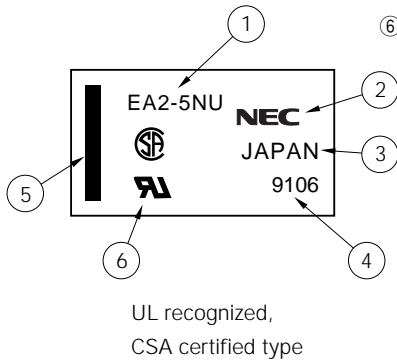 ① ⑥
EA2-5NU
NEC ②
JAPAN ③
⑤ 9106
⑥ ④
UL recognized,
CSA certified type